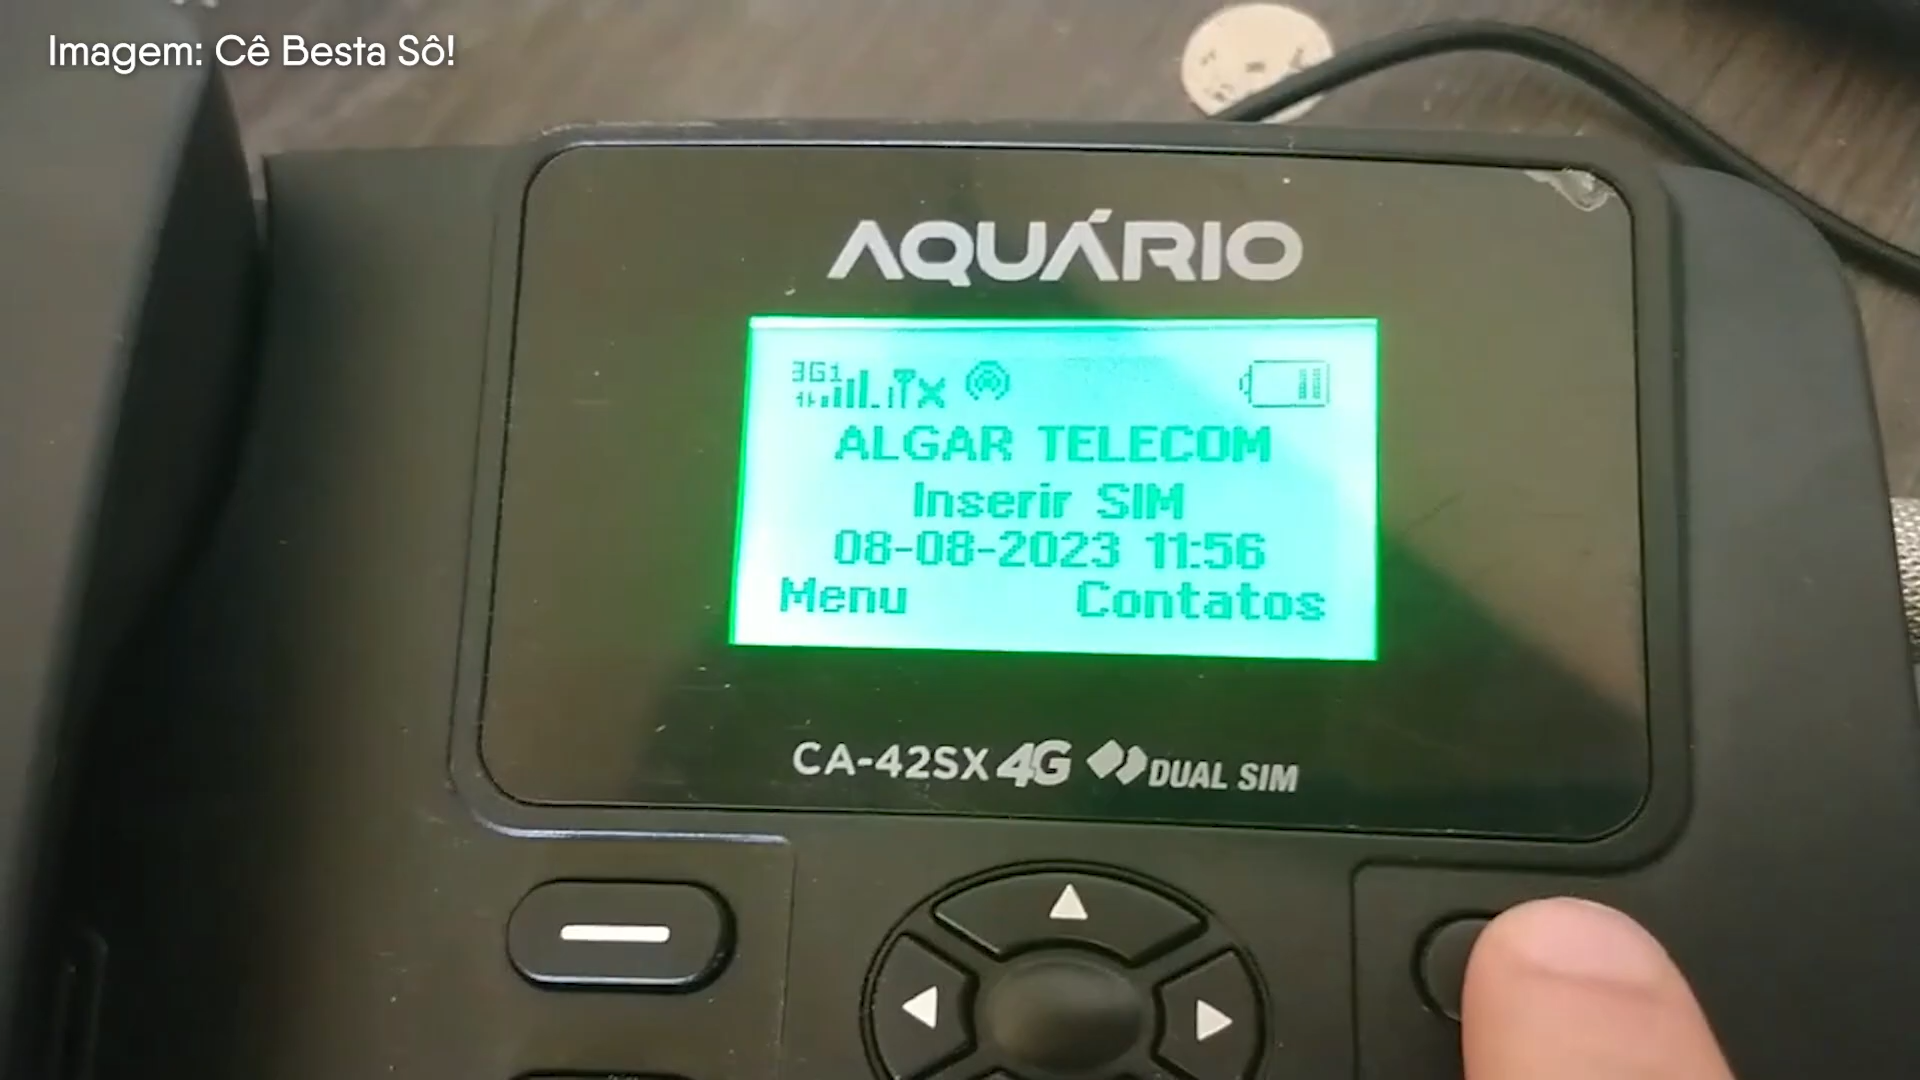 Imagem: Cê Besta Sô!
AQUÁRIO
3G1
ALGAR TELECOM
Inserir SIM
08-08-2023 11:56
Menu Contatos
CA-42SX 4G DUAL SIM